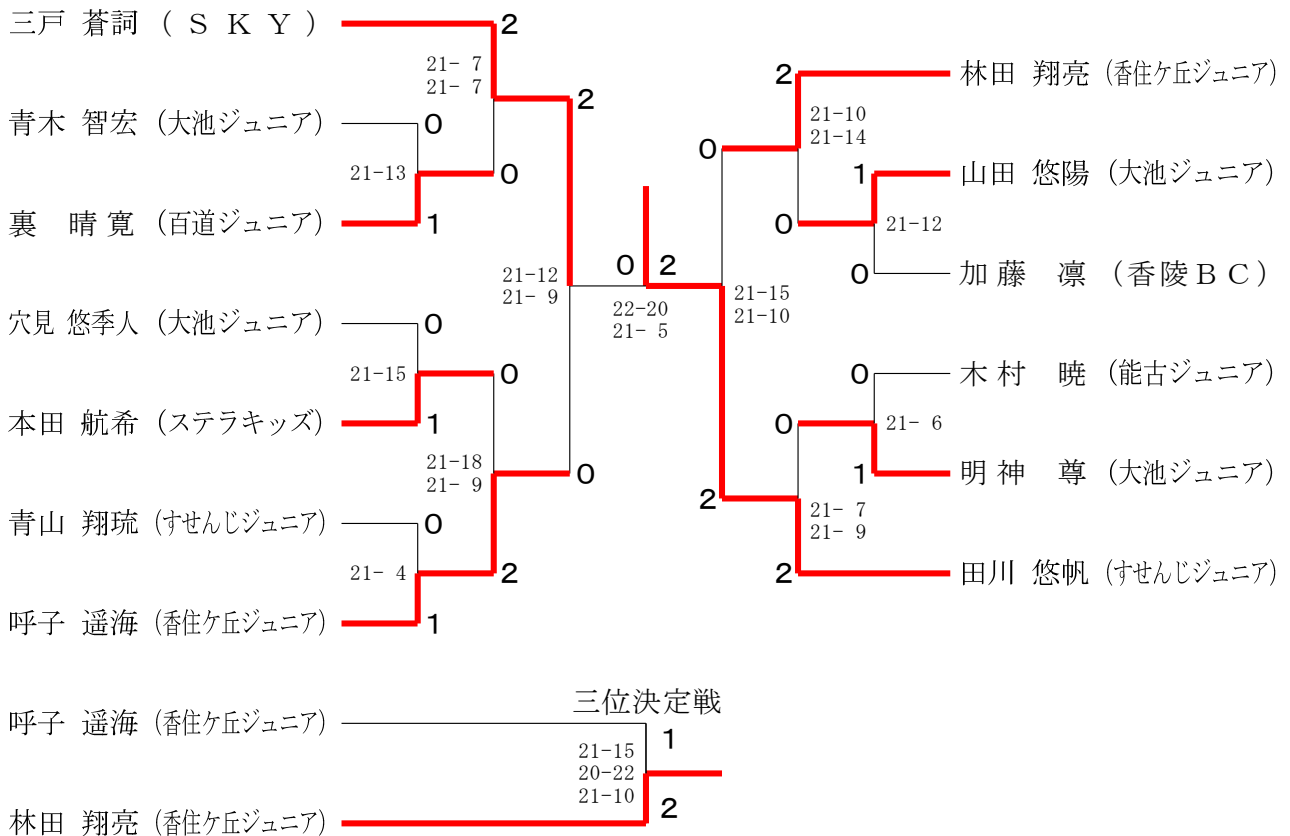 三戸 蒼詞 (ＳＫＹ)
2
21- 7
21- 7
2
青木 智宏 (大池ジュニア)
0
21-13
0
裏 晴寛 (百道ジュニア)
1
21-12
21- 9
穴見 悠季人 (大池ジュニア)
0
21-15
0
本田 航希 (ステラキッズ)
1
21-18
21- 9
0
青山 翔琉 (すせんじジュニア)
0
21- 4
2
呼子 遥海 (香住ケ丘ジュニア)
1
0 2
22-20
21- 5
2
林田 翔亮 (香住ケ丘ジュニア)
21-10
21-14
0
1
山田 悠陽 (大池ジュニア)
0
21-12
0
加藤 凛 (香陵ＢＣ)
21-15
21-10
0
木村 暁 (能古ジュニア)
0
21- 6
1
明神 尊 (大池ジュニア)
2
21- 7
21- 9
2
田川 悠帆 (すせんじジュニア)
三位決定戦
呼子 遥海 (香住ケ丘ジュニア)
1
21-15
20-22
21-10
2
林田 翔亮 (香住ケ丘ジュニア)